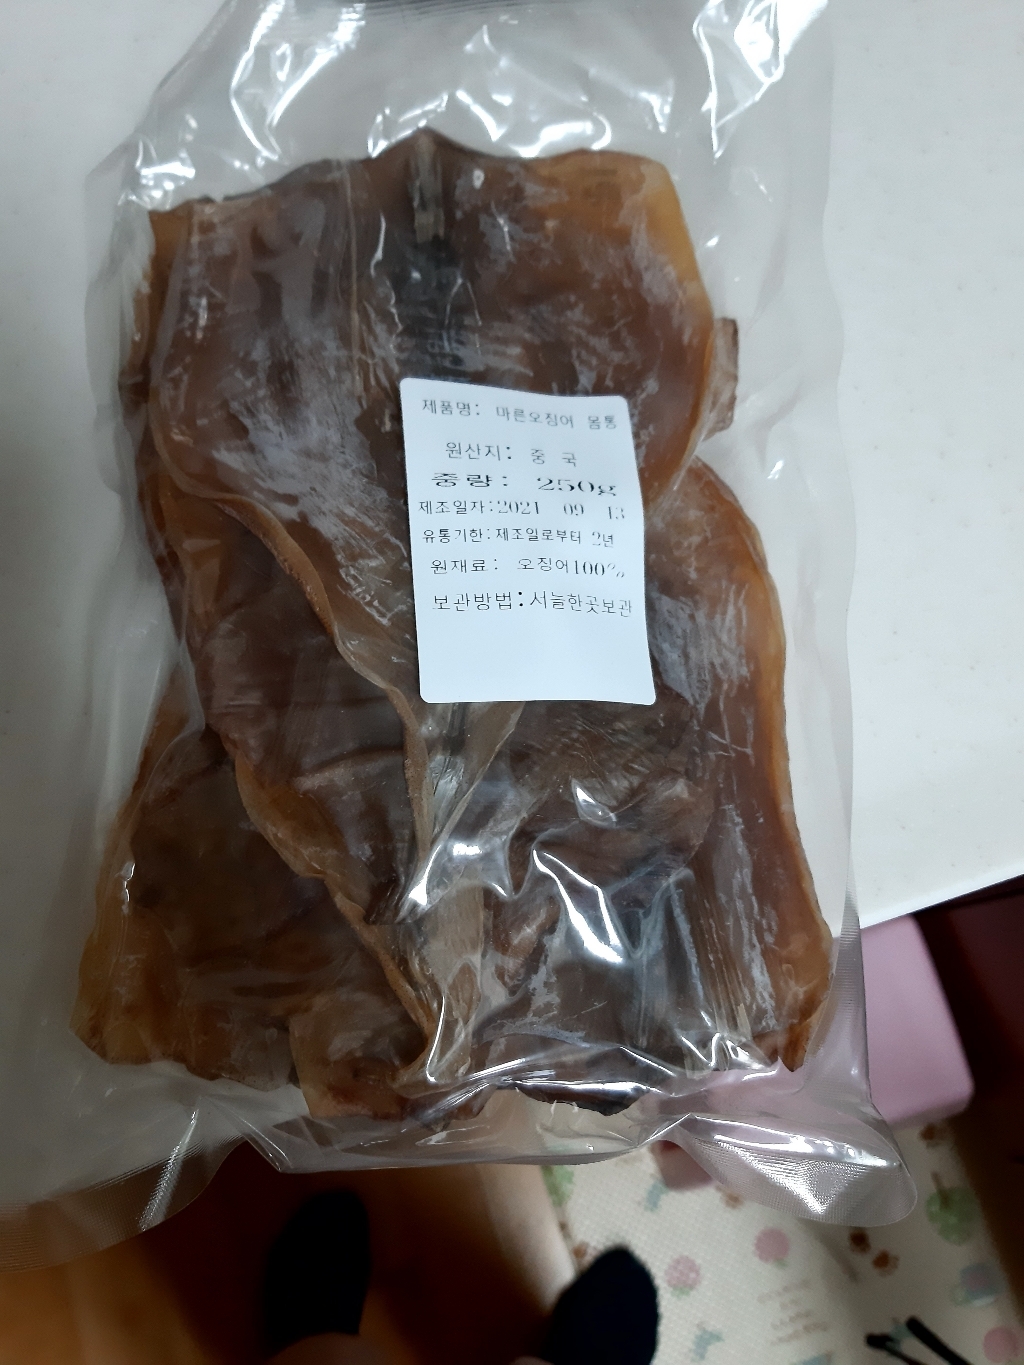 제품명: 마른오징어 몸통
원산지: 중 국
중량: 250g
제조일자:2021 09 13
유통기한:제조일로부터 2년
원재료: 오징어100%
보관방법:서늘한곳보관